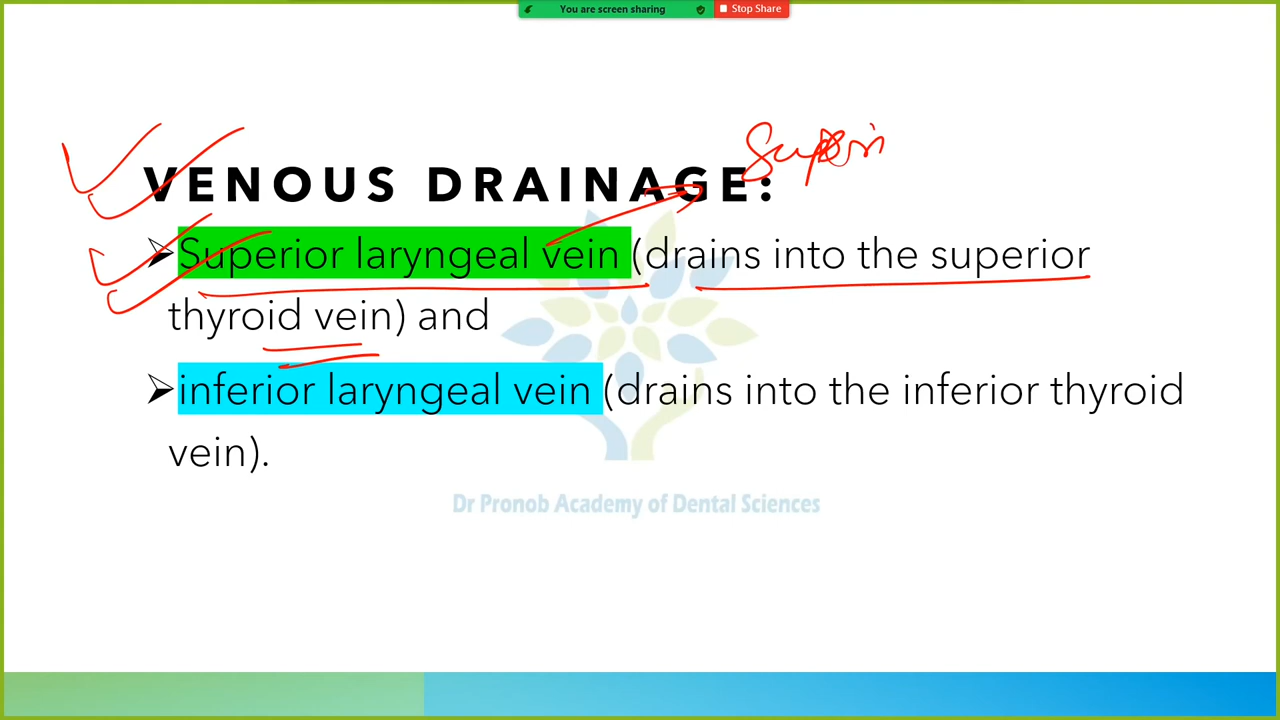 You are screen sharing Stop Share
VENOUS DRAINAGE:
Superior laryngeal vein (drains into the superior
thyroid vein) and
inferior laryngeal vein (drains into the inferior thyroid
vein).
Dr Pronob Academy of Dental Sciences